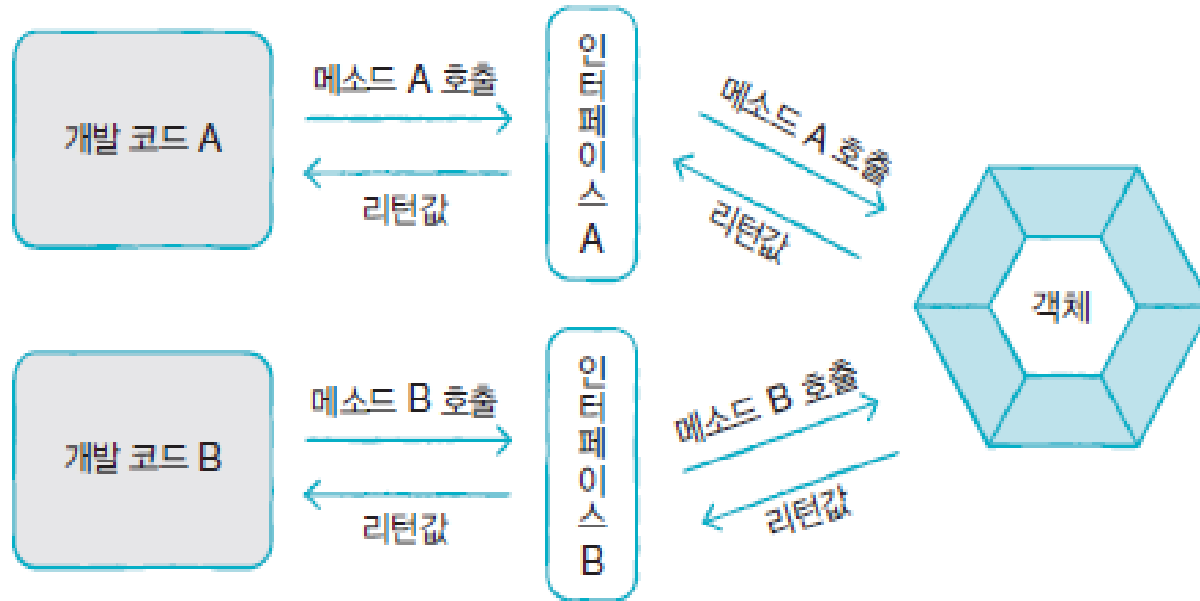 개발 코드 A
메소드 A 호출
리턴값
인터페이스 A
메소드 A 호출
리턴값
객체
개발 코드 B
메소드 B 호출
리턴값
인터페이스 B
메소드 B 호출
리턴값